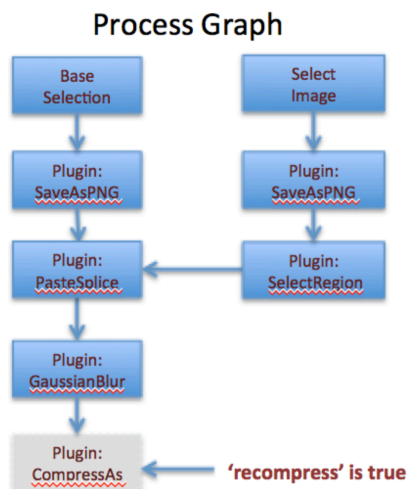 Process Graph
Base
Selection
Select
Image
Plugin:
SaveAsPNG
Plugin:
SaveAsPNG
Plugin:
PasteSplice
Plugin:
SelectRegion
Plugin:
GaussianBlur
Plugin:
CompressAs
‘recompress’ is true